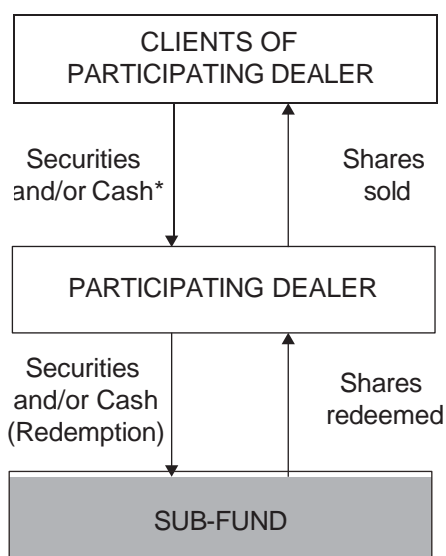 CLIENTS OF
PARTICIPATING DEALER
Securities
and/or Cash*
Shares
sold
PARTICIPATING DEALER
Securities
and/or Cash
(Redemption)
Shares
redeemed
SUB-FUND